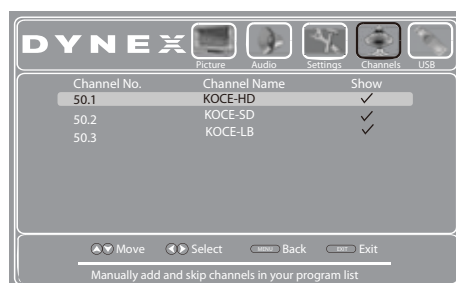 DYNEX
Picture Audio Settings Channels USB
Channel No. Channel Name Show
50.1 KOCE-HD
50.2 KOCE-SD
50.3 KOCE-LB
Move Select MENU Back EXIT Exit
Manually add and skip channels in your program list